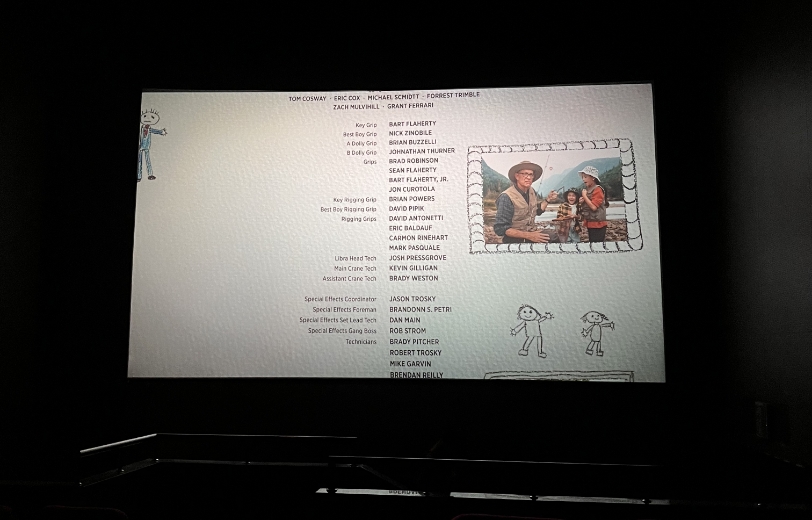 TOM COSWAY · ERIC COX · MICHAEL SCMIDTT · FORREST TRIMBLE
ZACH MULVIHILL · GRANT FERRARI
Key Grip BART FLAHERTY
Best Boy Grip NICK ZINOBILE
A Dolly Grip BRIAN BUZZELLI
B Dolly Grip JOHNATHAN THURNER
Grips BRAD ROBINSON
SEAN FLAHERTY
BART FLAHERTY, JR.
JON CUROTOLA
Key Rigging Grip BRIAN POWERS
Best Boy Rigging Grip DAVID PIPIK
Rigging Grips DAVID ANTONETTI
ERIC BALDAUF
CARMON RINEHART
MARK PASQUALE
Libra Head Tech JOSH PRESSGROVE
Main Crane Tech KEVIN GILLIGAN
Assistant Crane Tech BRADY WESTON
Special Effects Coordinator JASON TROSKY
Special Effects Foreman BRANDONN S. PETRI
Special Effects Set Lead Tech DAN MAIN
Special Effects Gang Boss ROB STROM
Technicians BRADY PITCHER
ROBERT TROSKY
MIKE GARVIN
BRENDAN REILLY